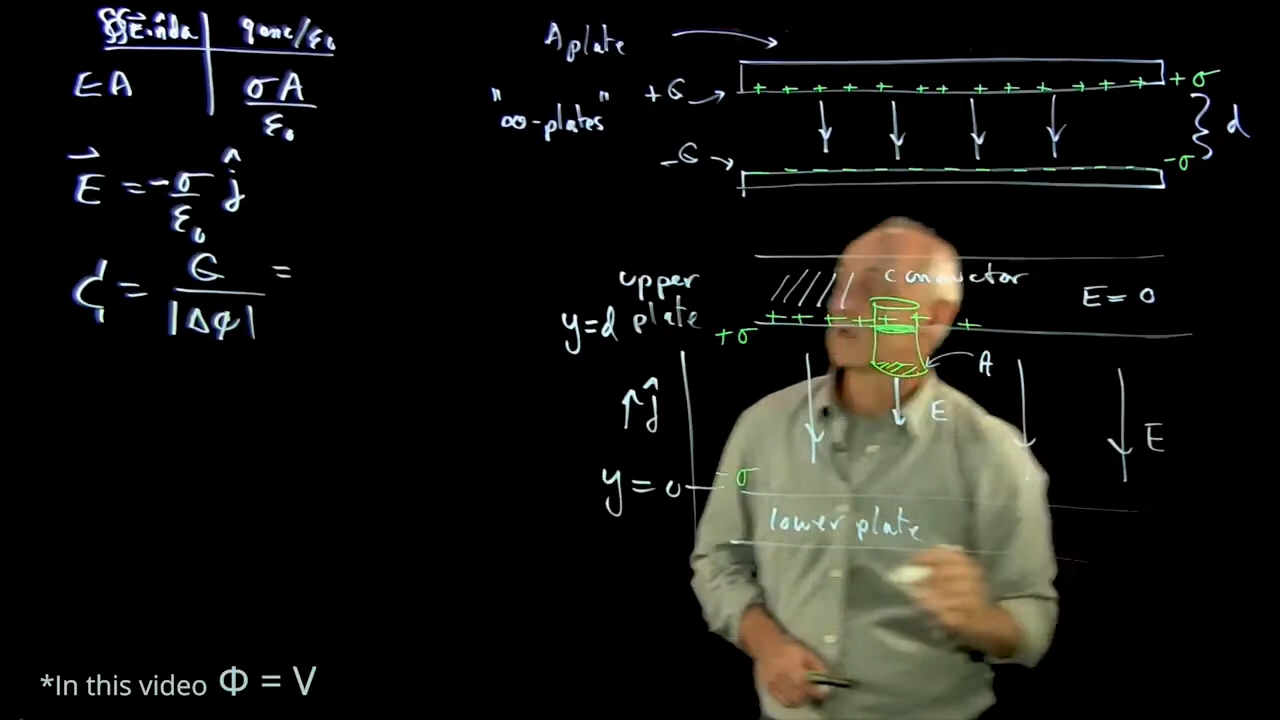 ∯E⃗·n̂da | qenc/ε₀
EA | σA/ε₀
E⃗ = -σ/ε₀ ĵ
C = Q/|Δφ| =
A plate
"∞-plates"
+Q
+σ
d
-Q
-σ
upper plate
conductor
E=0
y=d
+σ
A
ĵ
E
E
y=0
-σ
lower plate
*In this video Φ = V